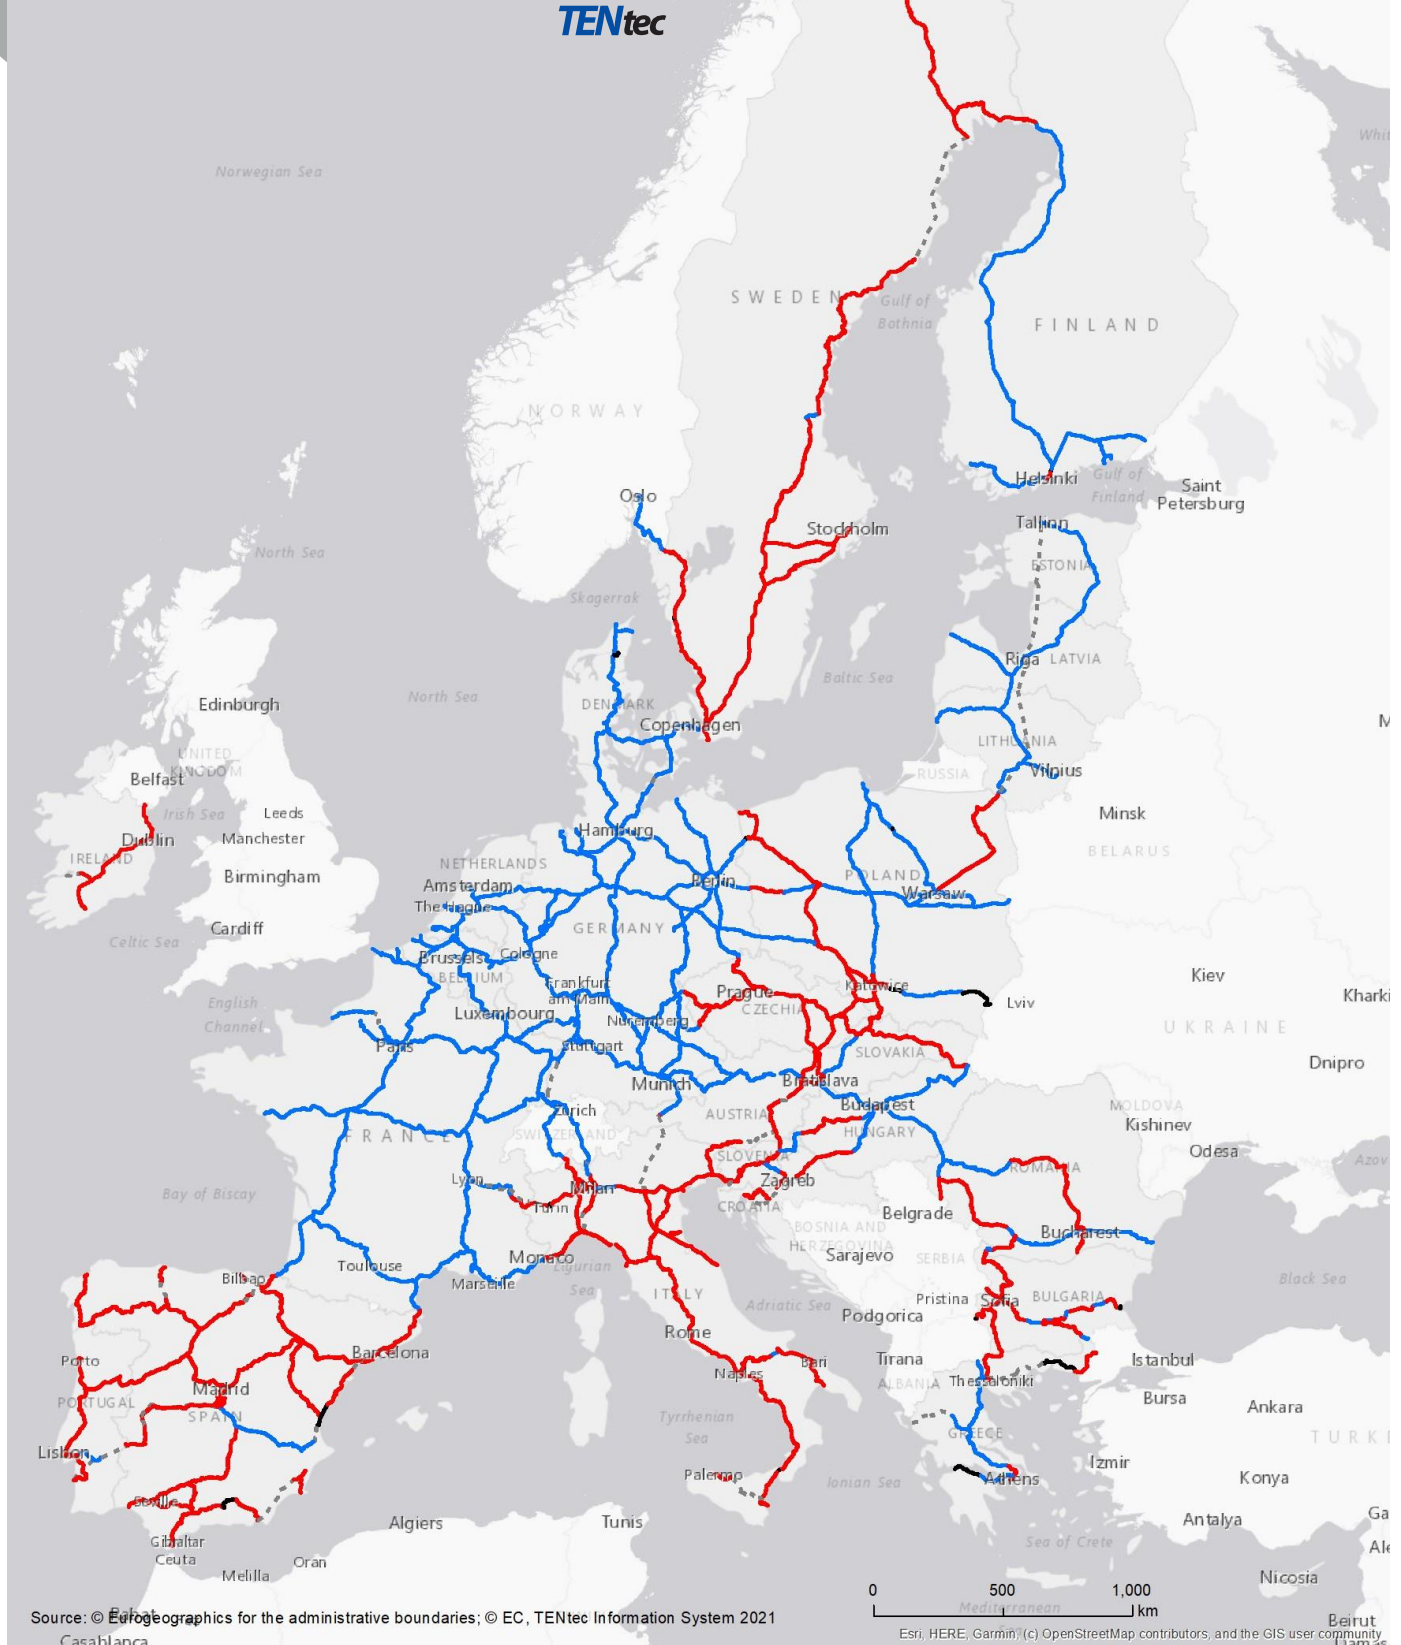 TENtec
Whit
Norwegian Sea
SWEDEN
Gulf of
Bothnia
FINLAND
NORWAY
Oslo
Helsinki
Gulf of
Finland
Saint
Petersburg
Tallinn
Stockholm
North Sea
ESTONIA
Skagerrak
Riga
LATVIA
Baltic Sea
Edinburgh
North Sea
DENMARK
Copenhagen
M
LITHUANIA
UNITED
KINGDOM
RUSSIA
Vilnius
Belfast
Irish Sea
Leeds
Minsk
Dublin
Manchester
Hamburg
BELARUS
IRELAND
NETHERLANDS
Birmingham
Amsterdam
Berlin
POLAND
Warsaw
The Hague
Cardiff
GERMANY
Celtic Sea
Brussels
Cologne
BELGIUM
Kiev
Frankfurt
am Main
Prague
Katowice
Kharki
English
Channel
Luxembourg
CZECHIA
Lviv
Nuremberg
UKRAINE
Paris
Stuttgart
SLOVAKIA
Dnipro
Munich
Bratislava
Zurich
AUSTRIA
Budapest
MOLDOVA
Kishinev
FRANCE
SWITZERLAND
HUNGARY
Odesa
SLOVENIA
ROMANIA
Azov
Lyon
Milan
Zagreb
Bay of Biscay
Turin
CROATIA
Belgrade
BOSNIA AND
HERZEGOVINA
Bucharest
Toulouse
Monaco
Sarajevo
SERBIA
Bilbao
Marseille
Ligurian
Sea
Black Sea
ITALY
Adriatic Sea
Pristina
Sofia
BULGARIA
Podgorica
Rome
Porto
Barcelona
Bari
Tirana
Istanbul
Madrid
Naples
ALBANIA
Thessaloniki
PORTUGAL
SPAIN
Bursa
Ankara
Tyrrhenian
Sea
GREECE
TURKE
Lisbon
Izmir
Palermo
Ionian Sea
Athens
Konya
Seville
Algiers
Tunis
Antalya
Ga
Gibraltar
Ceuta
Sea of Crete
Ale
Oran
Melilla
Nicosia
0 500 1,000
km
Mediterranean
Rabat
Source: © Eurogeographics for the administrative boundaries; © EC, TENtec Information System 2021
Beirut
Esri, HERE, Garmin, (c) OpenStreetMap contributors, and the GIS user community
Casablanca